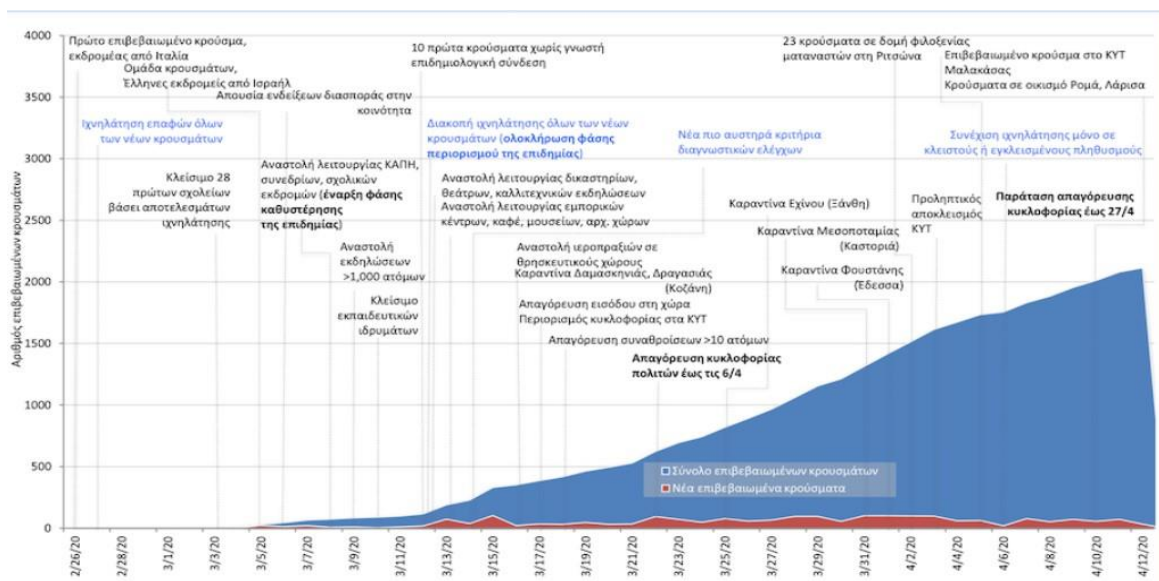 4000
3500
3000
2500
2000
1500
1000
500
0
Αριθμός επιβεβαιωμένων κρουσμάτων
Πρώτο επιβεβαιωμένο κρούσμα,
εκδρομέας από Ιταλία
Ομάδα κρουσμάτων,
Έλληνες εκδρομείς από Ισραήλ
Απουσία ενδείξεων διασποράς στην
κοινότητα
10 πρώτα κρούσματα χωρίς γνωστή
επιδημιολογική σύνδεση
23 κρούσματα σε δομή φιλοξενίας
μεταναστών στη Ριτσώνα
Επιβεβαιωμένο κρούσμα στο ΚΥΤ
Μαλακάσας
Κρούσματα σε οικισμό Ρομά, Λάρισα
Ιχνηλάτηση επαφών όλων
των νέων κρουσμάτων
Διακοπή ιχνηλάτησης όλων των νέων
κρουσμάτων (ολοκλήρωση φάσης
περιορισμού της επιδημίας)
Νέα πιο αυστηρά κριτήρια
διαγνωστικών ελέγχων
Συνέχιση ιχνηλάτησης μόνο σε
κλειστούς ή εγκλεισμένους πληθυσμούς
Κλείσιμο 28
πρώτων σχολείων
βάσει αποτελεσμάτων
ιχνηλάτησης
Αναστολή λειτουργίας ΚΑΠΗ,
συνεδρίων, σχολικών
εκδρομών (έναρξη φάσης
καθυστέρησης
της επιδημίας)
Αναστολή
εκδηλώσεων
>1,000 ατόμων
Κλείσιμο
εκπαιδευτικών
ιδρυμάτων
Αναστολή λειτουργίας δικαστηρίων,
θεάτρων, καλλιτεχνικών εκδηλώσεων
Αναστολή λειτουργίας εμπορικών
κέντρων, καφέ, μουσείων, αρχ. χώρων
Αναστολή ιεροπραξιών σε
θρησκευτικούς χώρους
Καραντίνα Δαμασκηνιάς, Δραγασιάς
(Κοζάνη)
Απαγόρευση εισόδου στη χώρα
Περιορισμός κυκλοφορίας στα ΚΥΤ
Απαγόρευση συναθροίσεων >10 ατόμων
Απαγόρευση κυκλοφορίας
πολιτών έως τις 6/4
Καραντίνα Εχίνου (Ξάνθη)
Καραντίνα Μεσοποταμίας
(Καστοριά)
Καραντίνα Φουστάνης
(Έδεσσα)
Προληπτικός
αποκλεισμός
ΚΥΤ
Παράταση απαγόρευσης
κυκλοφορίας έως 27/4
Σύνολο επιβεβαιωμένων κρουσμάτων
Νέα επιβεβαιωμένα κρούσματα
2/26/20
2/28/20
3/1/20
3/3/20
3/5/20
3/7/20
3/9/20
3/11/20
3/13/20
3/15/20
3/17/20
3/19/20
3/21/20
3/23/20
3/25/20
3/27/20
3/29/20
3/31/20
4/2/20
4/4/20
4/6/20
4/8/20
4/10/20
4/12/20